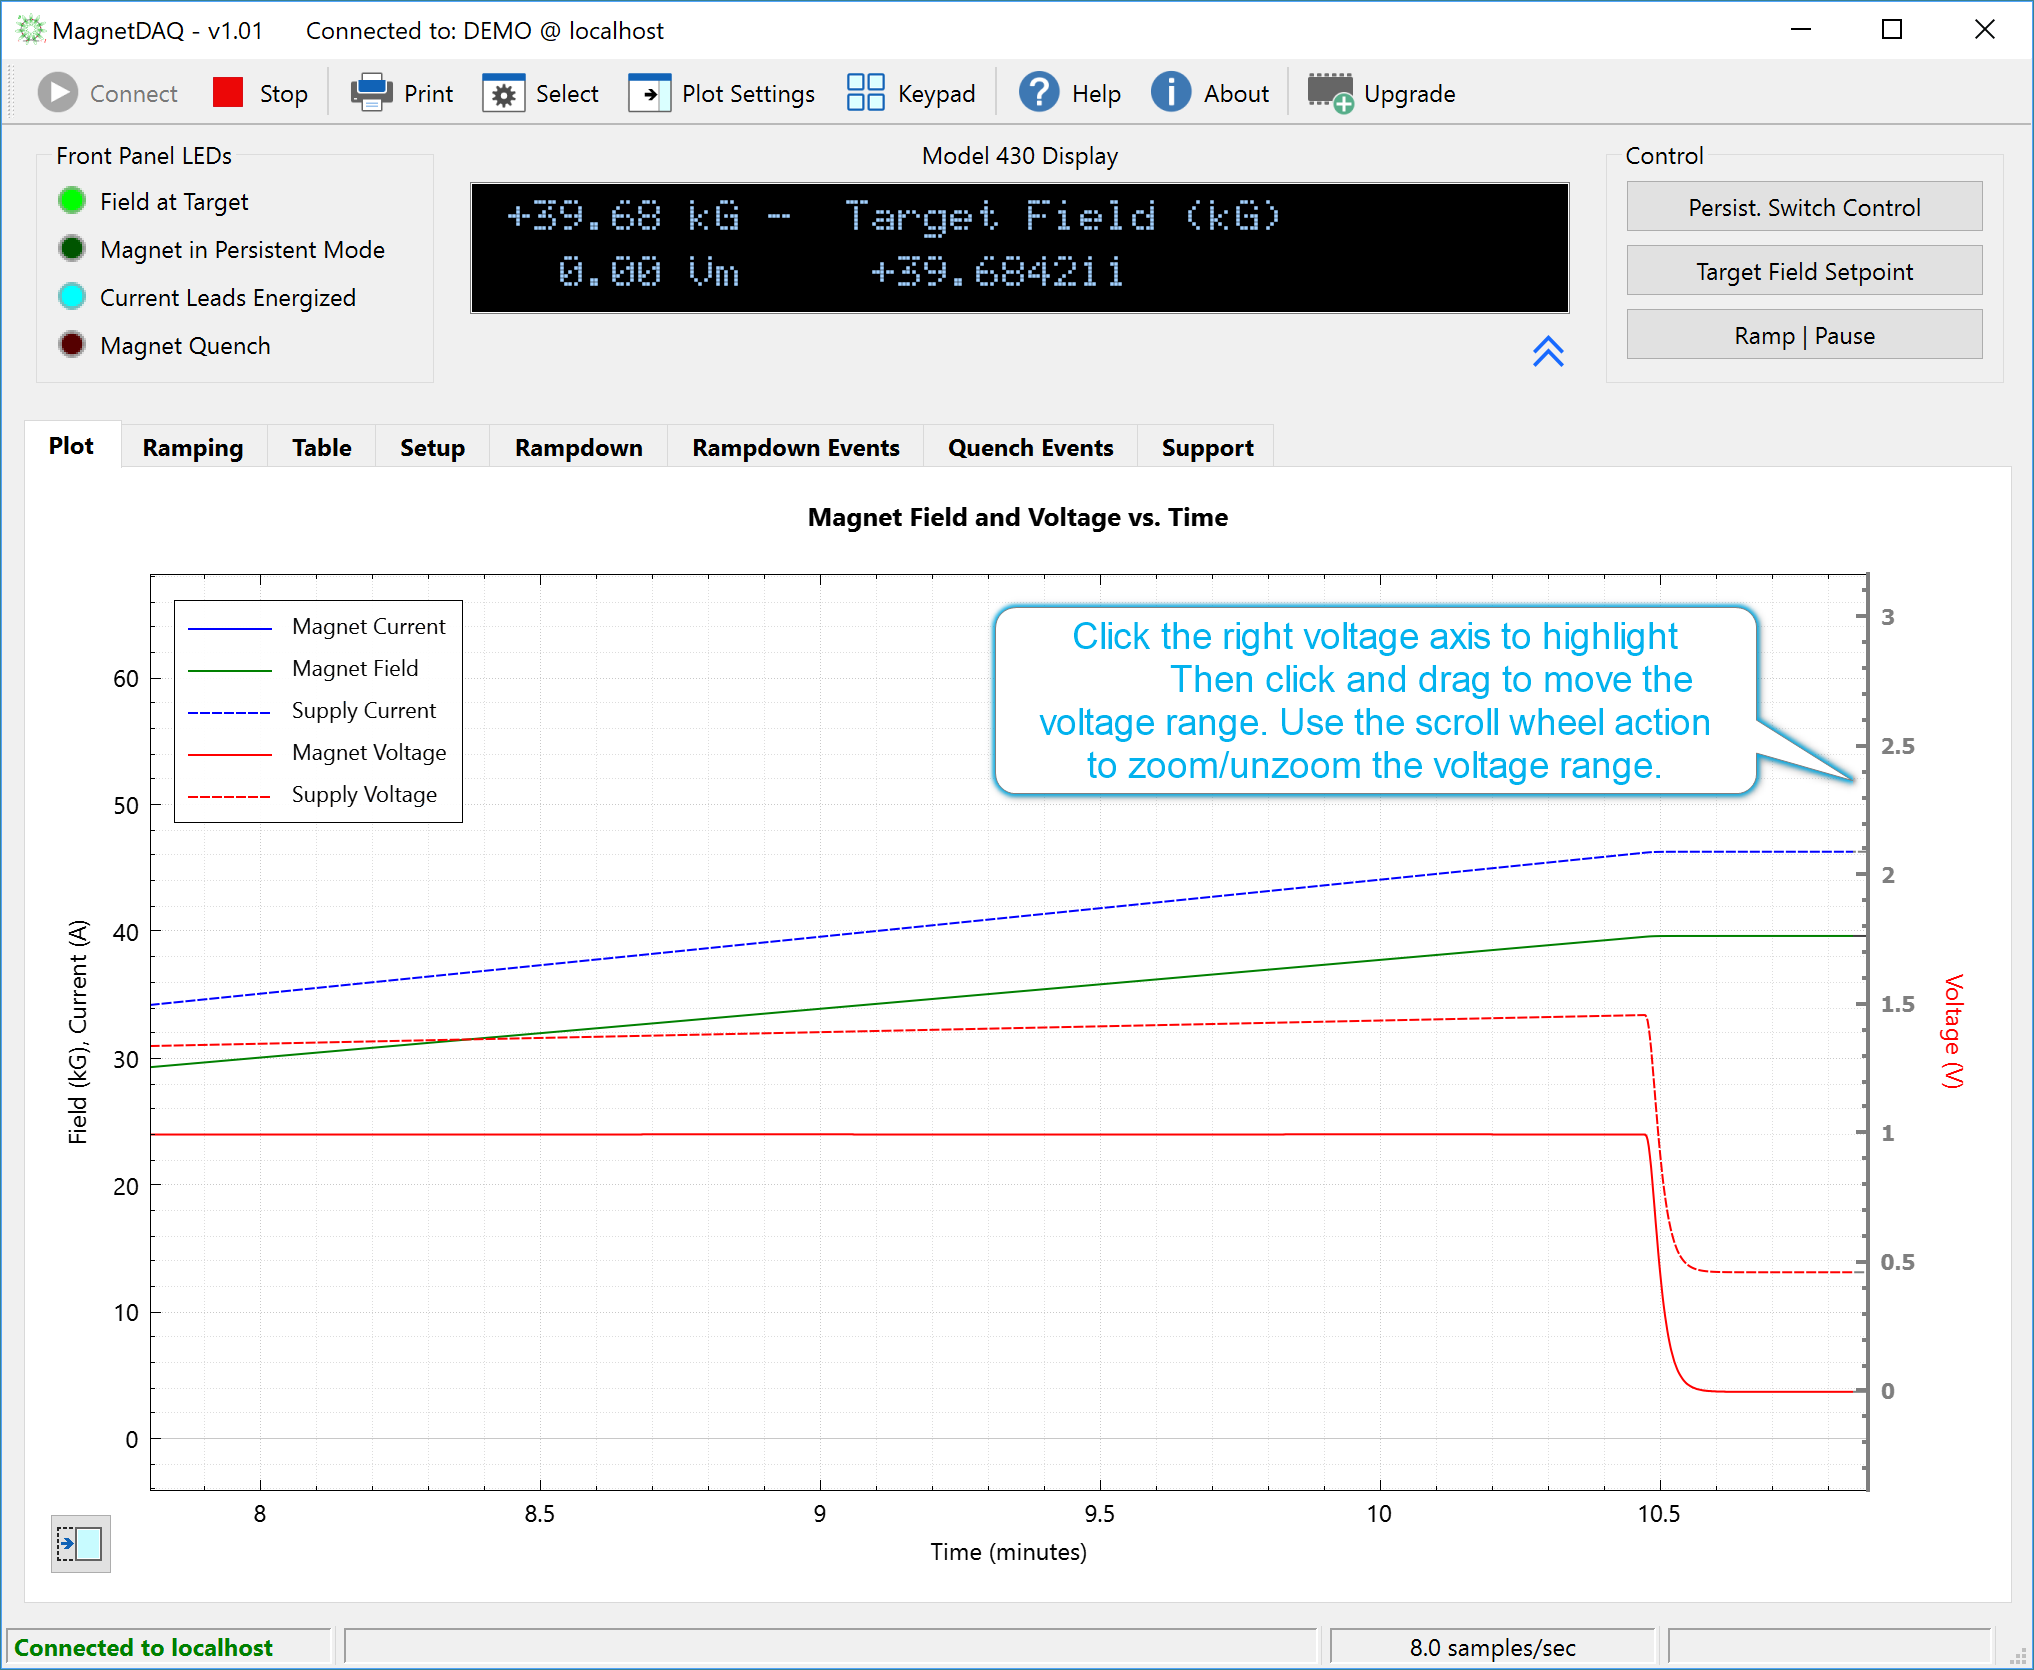 MagnetDAQ - v1.01 Connected to: DEMO @ localhost
Connect Stop Print Select Plot Settings Keypad Help About Upgrade
Front Panel LEDs
Field at Target
Magnet in Persistent Mode
Current Leads Energized
Magnet Quench
Model 430 Display
+39.68 kG - Target Field (kG)
0.00 Vm +39.684211
Control
Persist. Switch Control
Target Field Setpoint
Ramp | Pause
Plot Ramping Table Setup Rampdown Rampdown Events Quench Events Support
Magnet Field and Voltage vs. Time
Magnet Current
Magnet Field
Supply Current
Magnet Voltage
Supply Voltage
Click the right voltage axis to highlight
Then click and drag to move the
voltage range. Use the scroll wheel action
to zoom/unzoom the voltage range.
Field (kG), Current (A)
60
50
40
30
20
10
0
3
2.5
2
1.5
1
0.5
0
Voltage (V)
8 8.5 9 9.5 10 10.5
Time (minutes)
Connected to localhost 8.0 samples/sec